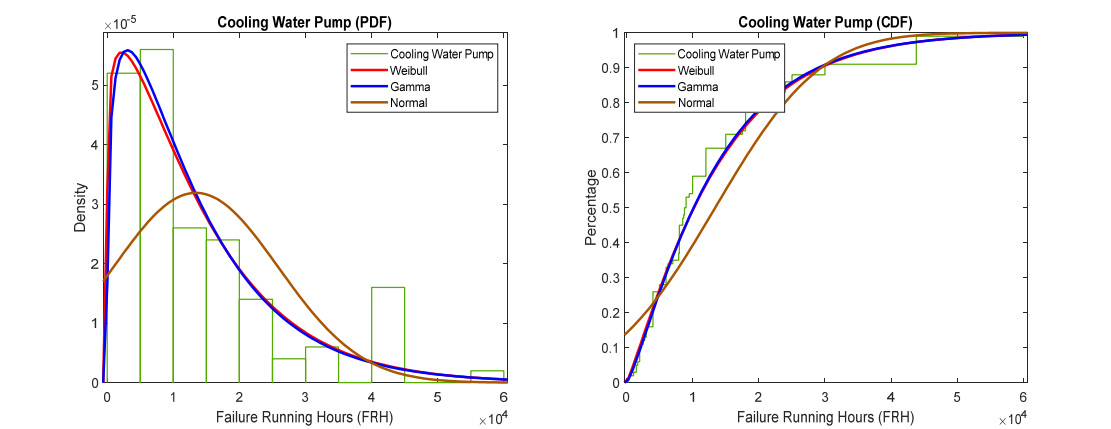 Cooling Water Pump (PDF)
×10^-5
5
4
3
2
1
0
Density
Cooling Water Pump
Weibull
Gamma
Normal
0 1 2 3 4 5 6
Failure Running Hours (FRH)
×10^4
Cooling Water Pump (CDF)
1
0.9
0.8
0.7
0.6
0.5
0.4
0.3
0.2
0.1
0
Percentage
Cooling Water Pump
Weibull
Gamma
Normal
0 1 2 3 4 5 6
Failure Running Hours (FRH)
×10^4